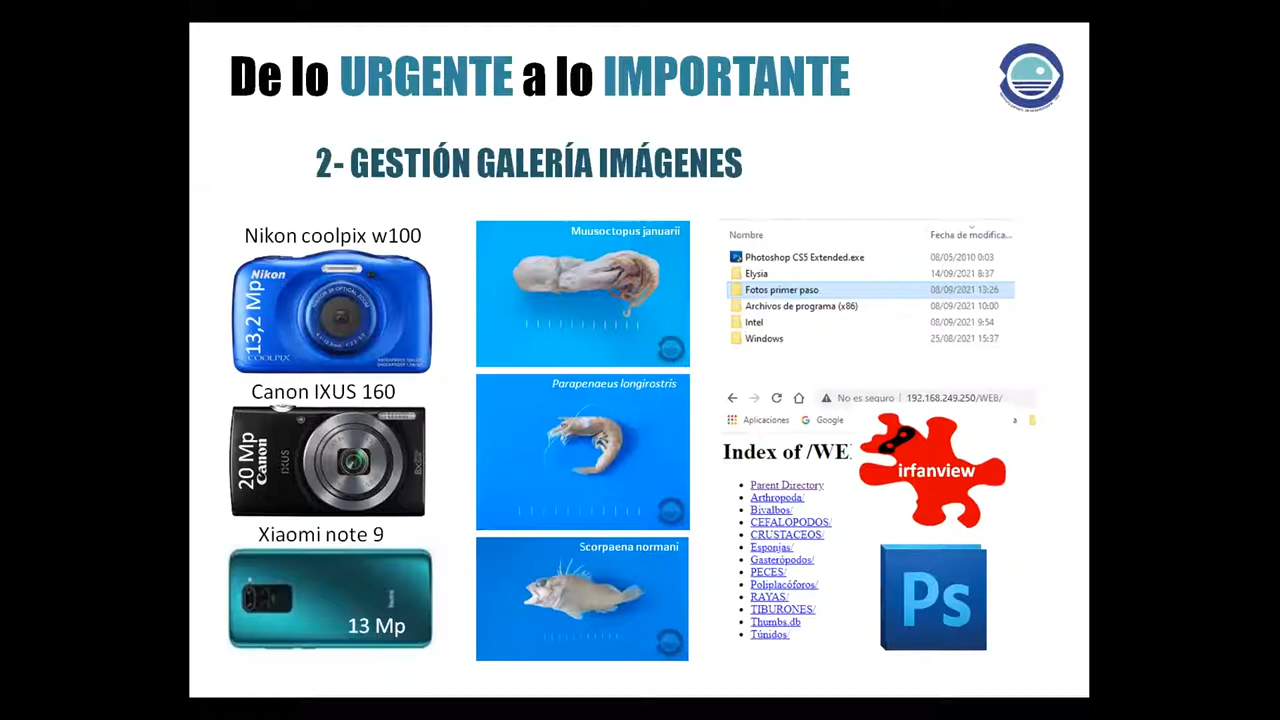 De lo URGENTE a lo IMPORTANTE
2- GESTIÓN GALERÍA IMÁGENES
Nikon coolpix w100
Nikon
13,2 Mp
COOLPIX
Canon IXUS 160
20 Mp
Canon
IXUS
8x
Xiaomi note 9
Redmi
13 Mp
Muusoctopus januarii
Parapenaeus longirostris
Scorpaena normani
Nombre Fecha de modifica...
Photoshop CS5 Extended.exe 08/05/2010 0:03
Elysia 14/09/2021 8:37
Fotos primer paso 08/09/2021 13:26
Archivos de programa (x86) 08/09/2021 10:00
Intel 08/09/2021 9:54
Windows 25/08/2021 15:37
No es seguro 192.168.249.250/WEB/
Aplicaciones Google a
Index of /WE
Parent Directory
Arthropoda/
Bivalbos/
CEFALOPODOS/
CRUSTACEOS/
Esponjas/
Gasterópodos/
PECES/
Poliplacóforos/
RAYAS/
TIBURONES/
Thumbs.db
Túnidos/
irfanview
Ps